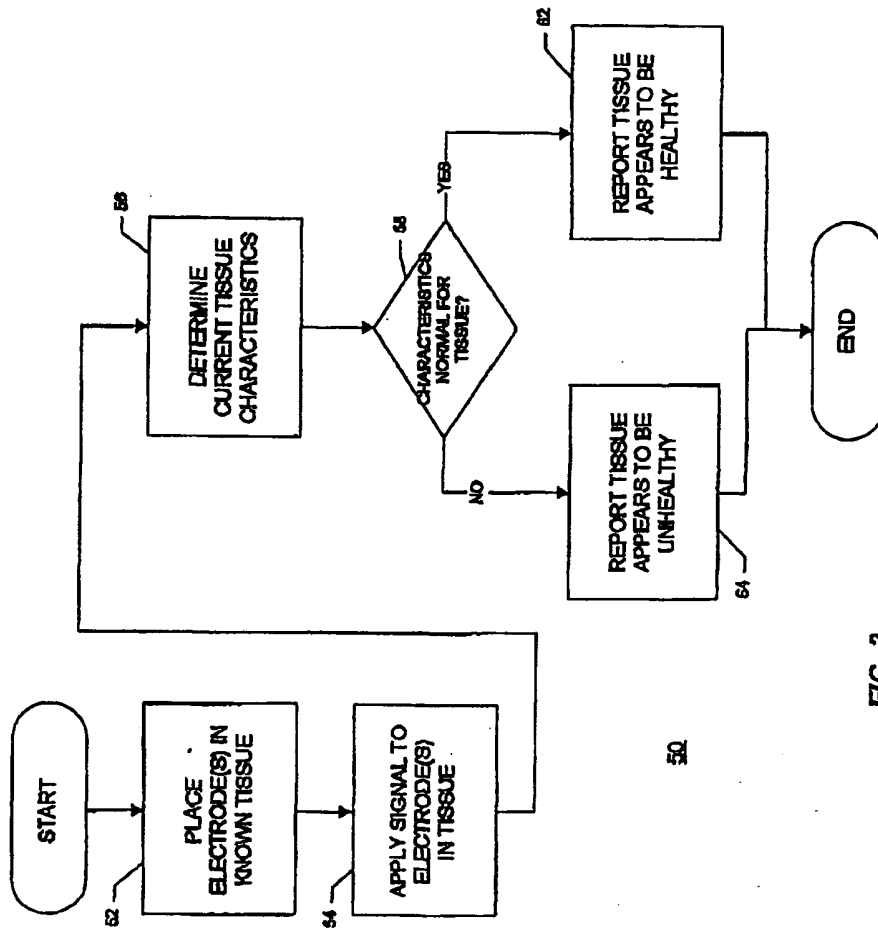 START
52
PLACE
ELECTRODE(S) IN
KNOWN TISSUE
54
APPLY SIGNAL TO
ELECTRODE(S)
IN TISSUE
56
DETERMINE
CURRENT TISSUE
CHARACTERISTICS
58
CHARACTERISTICS
NORMAL FOR
TISSUE?
NO
YES
64
REPORT TISSUE
APPEARS TO BE
UNHEALTHY
62
REPORT TISSUE
APPEARS TO BE
HEALTHY
END
50
FIG.